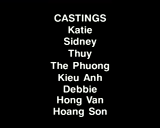 CASTINGS
Katie
Sidney
Thuy
The Phuong
Kieu Anh
Debbie
Hong Van
Hoang Son